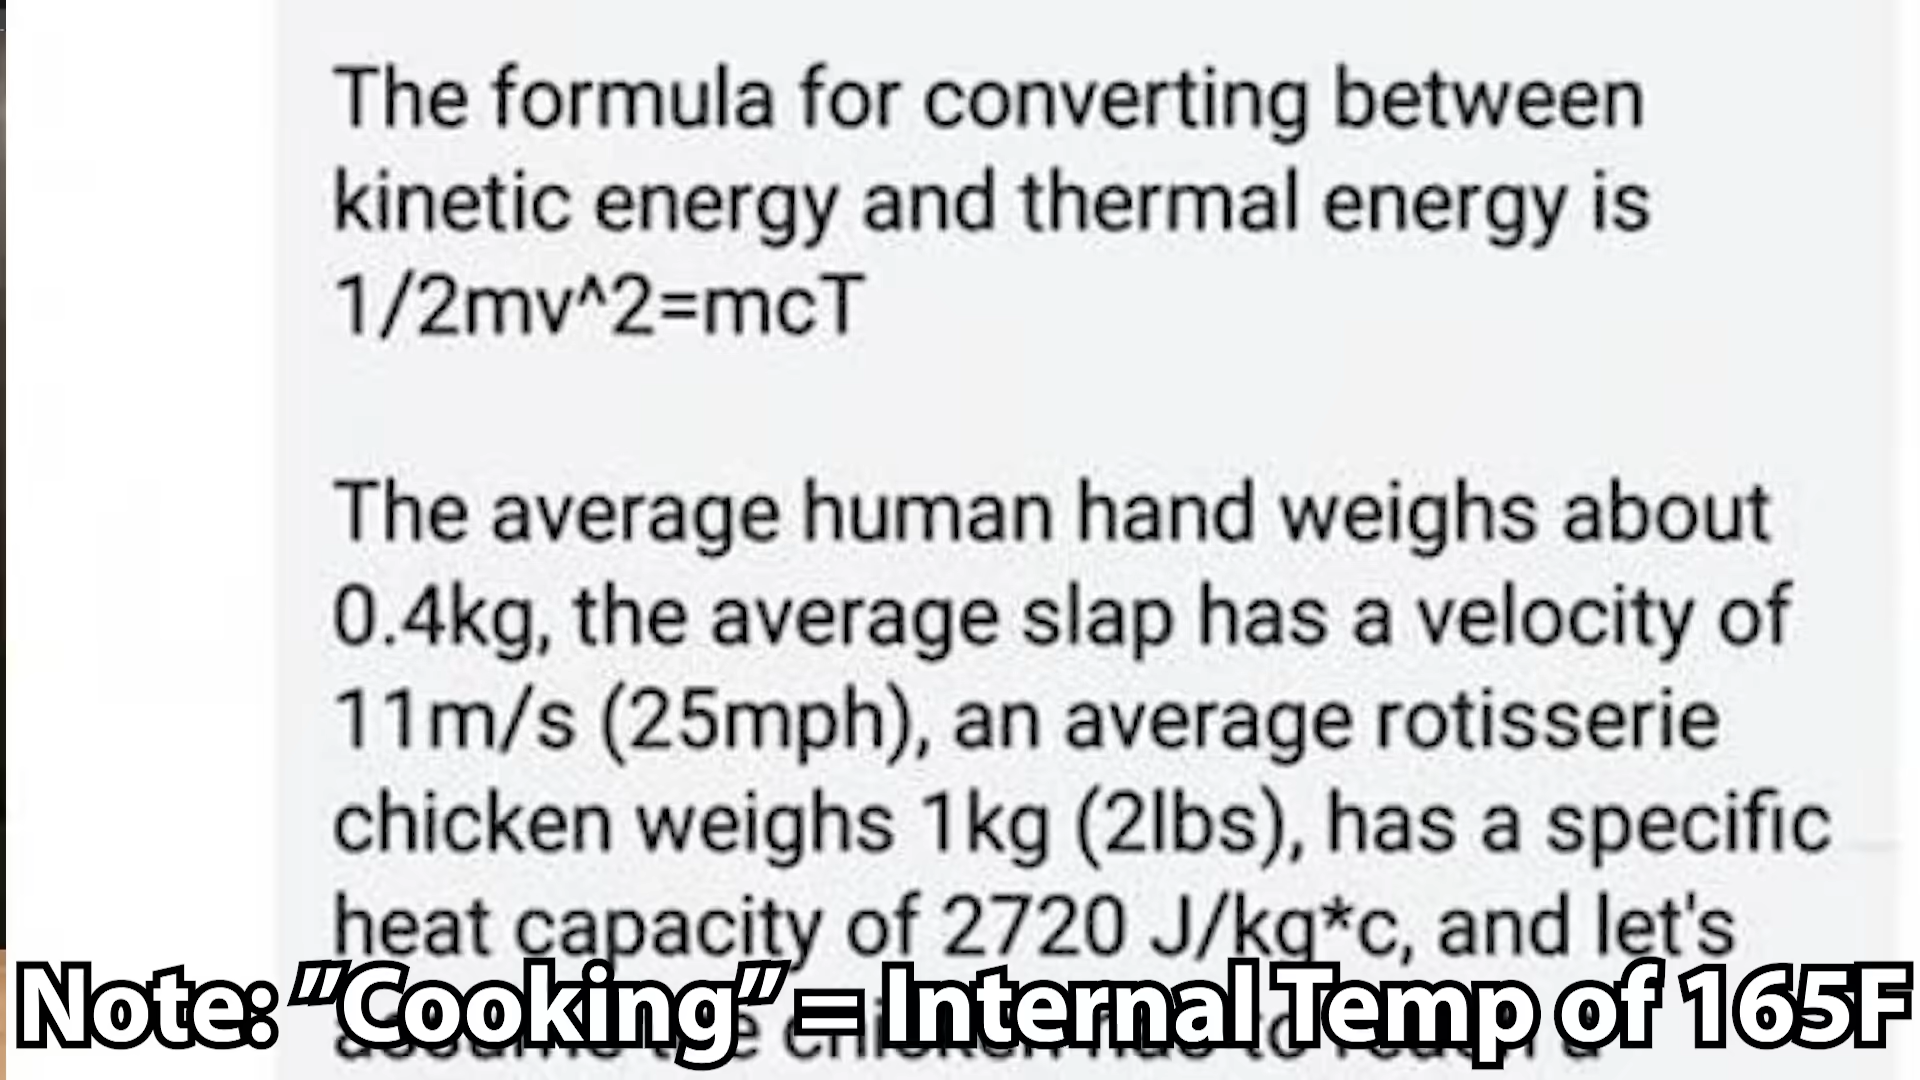 The formula for converting between
kinetic energy and thermal energy is
1/2mv^2=mcT
The average human hand weighs about
0.4kg, the average slap has a velocity of
11m/s (25mph), an average rotisserie
chicken weighs 1kg (2lbs), has a specific
heat capacity of 2720 J/kg*c, and let's
Note: "Cooking" = Internal Temp of 165F